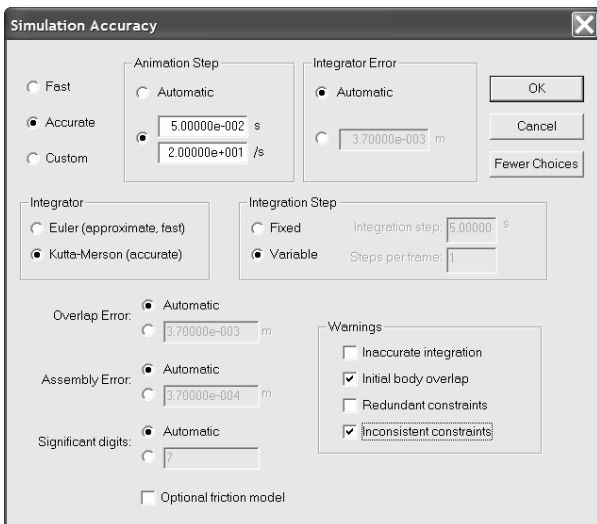 Simulation Accuracy
Fast
Accurate
Custom
Animation Step
Automatic
5.00000e-002 s
2.00000e+001 /s
Integrator Error
Automatic
3.70000e-003 m
OK
Cancel
Fewer Choices
Integrator
Euler (approximate, fast)
Kutta-Merson (accurate)
Integration Step
Fixed
Variable
Integration step: 5.00000 s
Steps per frame: 1
Overlap Error:
Automatic
3.70000e-003 m
Assembly Error:
Automatic
3.70000e-004 m
Significant digits:
Automatic
7
Optional friction model
Warnings
Inaccurate integration
Initial body overlap
Redundant constraints
Inconsistent constraints